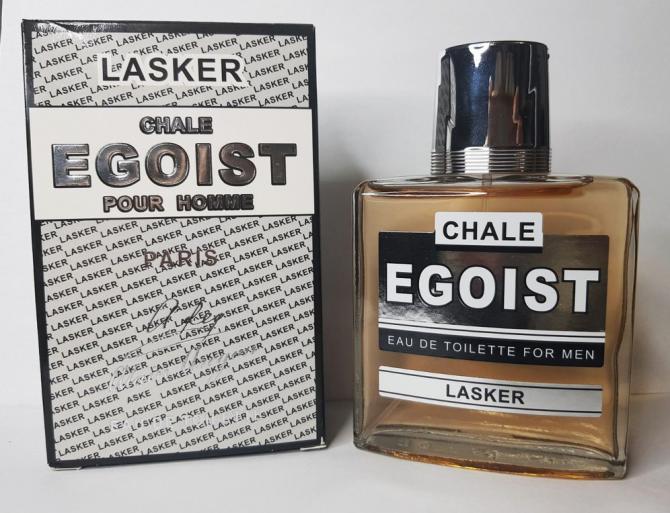 LASKER
CHALE
EGOIST
POUR HOMME
PARIS
CHALE
EGOIST
EAU DE TOILETTE FOR MEN
LASKER